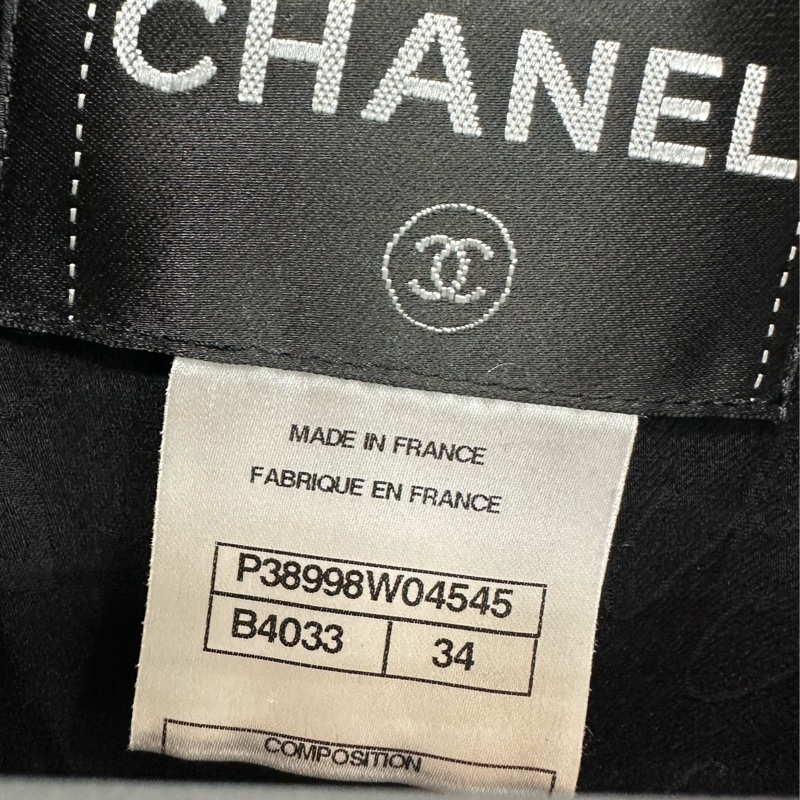 CHANEL
MADE IN FRANCE
FABRIQUE EN FRANCE
P38998W04545
B4033 34
COMPOSITION